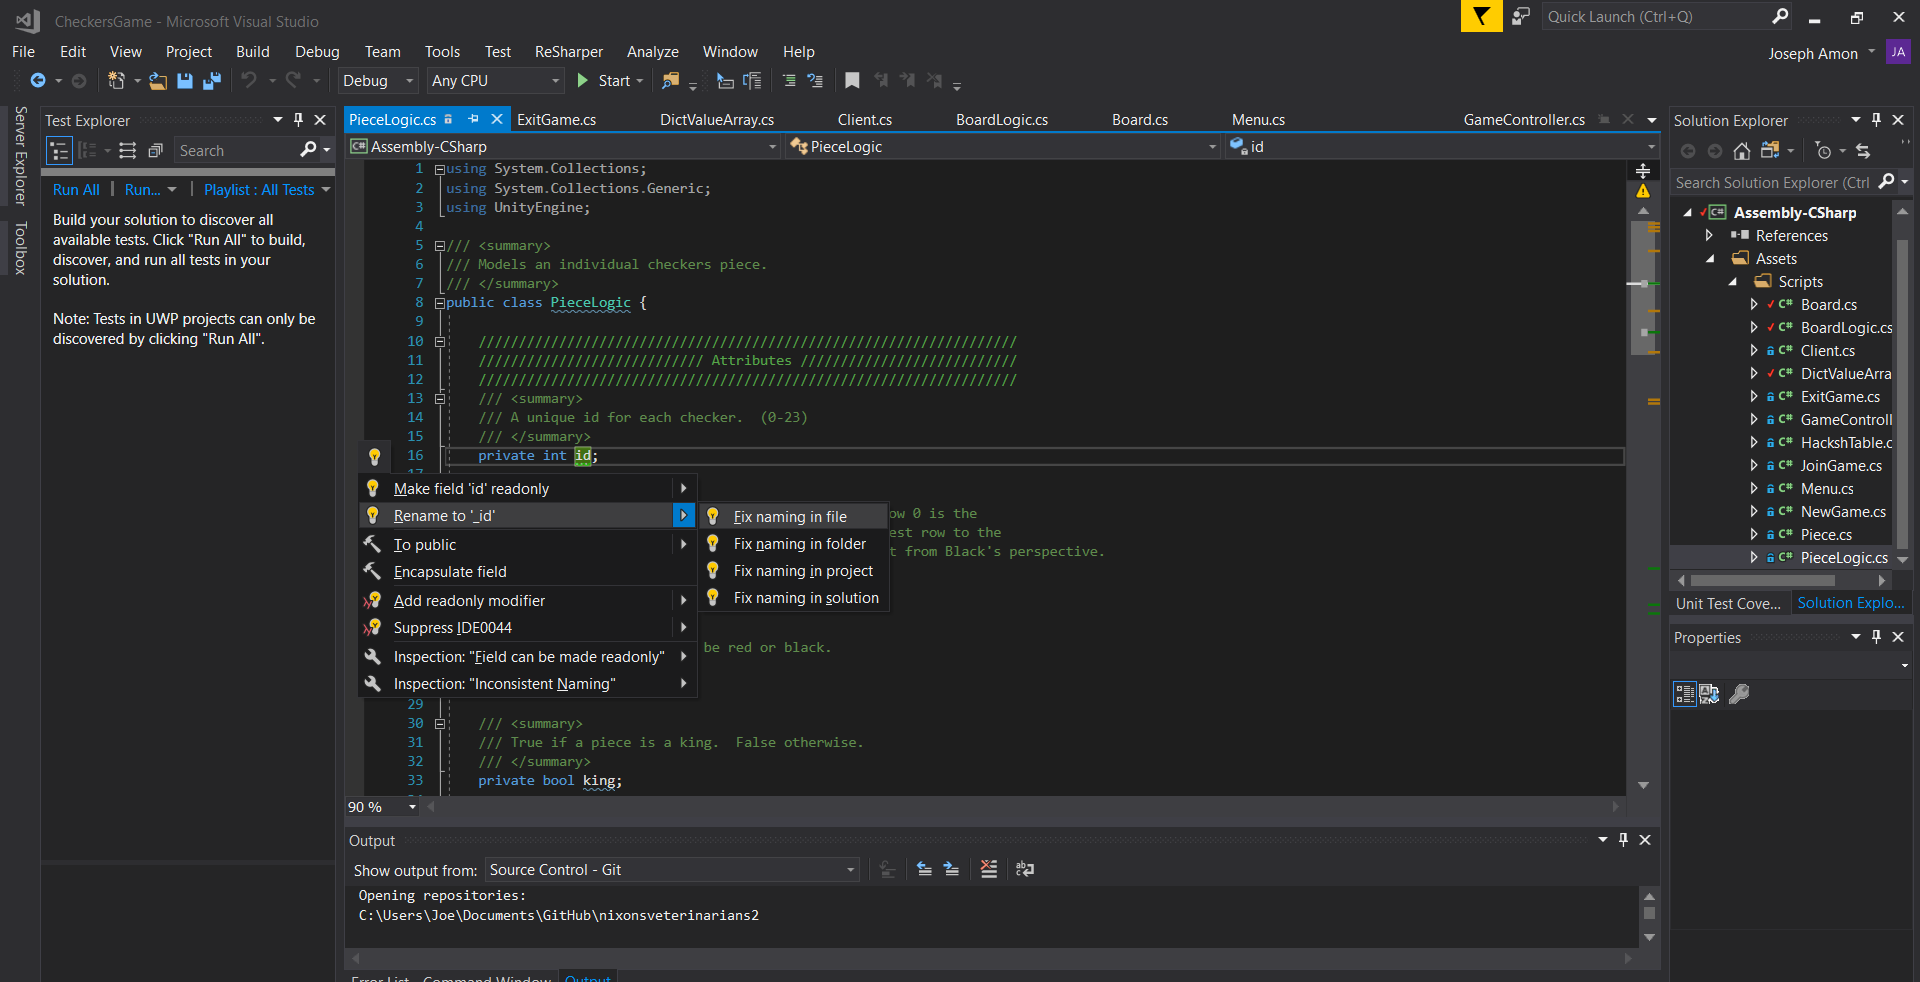 CheckersGame - Microsoft Visual Studio
Quick Launch (Ctrl+Q)
File Edit View Project Build Debug Team Tools Test ReSharper Analyze Window Help
Joseph Amon JA
Debug Any CPU Start
Server Explorer
Toolbox
Test Explorer
Search
Run All | Run... | Playlist : All Tests
Build your solution to discover all
available tests. Click "Run All" to build,
discover, and run all tests in your
solution.
Note: Tests in UWP projects can only be
discovered by clicking "Run All".
PieceLogic.cs ExitGame.cs DictValueArray.cs Client.cs BoardLogic.cs Board.cs Menu.cs GameController.cs
C# Assembly-CSharp PieceLogic id
1 using System.Collections;
2 using System.Collections.Generic;
3 using UnityEngine;
4
5 /// <summary>
6 /// Models an individual checkers piece.
7 /// </summary>
8 public class PieceLogic {
9
10 ///////////////////////////////////////////////////////////////////
11 //////////////////////////// Attributes ///////////////////////////
12 ///////////////////////////////////////////////////////////////////
13 /// <summary>
14 /// A unique id for each checker.  (0-23)
15 /// </summary>
16 private int id;
Make field 'id' readonly
Rename to '_id'
To public
Encapsulate field
Add readonly modifier
Suppress IDE0044
Inspection: "Field can be made readonly"
Inspection: "Inconsistent Naming"
Fix naming in file
Fix naming in folder
Fix naming in project
Fix naming in solution
0 is the
row to the
from Black's perspective.
be red or black.
29
30 /// <summary>
31 /// True if a piece is a king.  False otherwise.
32 /// </summary>
33 private bool king;
90 %
Output
Show output from: Source Control - Git
Opening repositories:
C:\Users\Joe\Documents\GitHub\nixonsveterinarians2
Error List Command Window Output
Solution Explorer
Search Solution Explorer (Ctrl
C# Assembly-CSharp
References
Assets
Scripts
C# Board.cs
C# BoardLogic.cs
C# Client.cs
C# DictValueArra
C# ExitGame.cs
C# GameControll
C# HackshTable.c
C# JoinGame.cs
C# Menu.cs
C# NewGame.cs
C# Piece.cs
C# PieceLogic.cs
Unit Test Cove... Solution Explo...
Properties